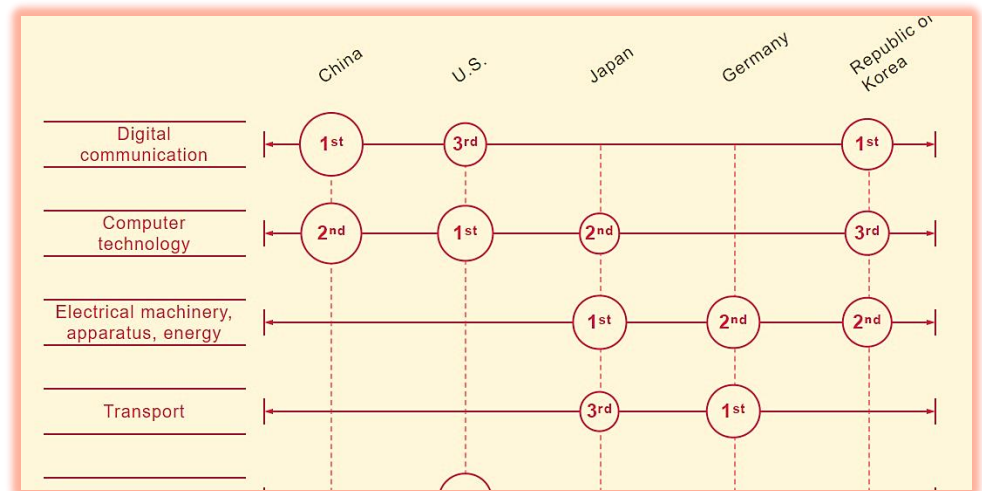 China
U.S.
Japan
Germany
Republic of
Korea
Digital
communication
1st
3rd
1st
Computer
technology
2nd
1st
2nd
3rd
Electrical machinery,
apparatus, energy
1st
2nd
2nd
Transport
3rd
1st